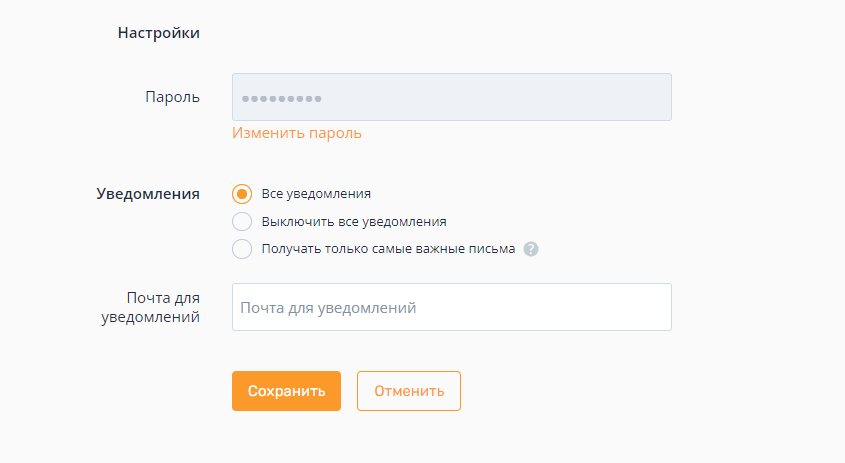 Настройки
Пароль
Изменить пароль
Уведомления
Все уведомления
Выключить все уведомления
Получать только самые важные письма ?
Почта для
уведомлений
Почта для уведомлений
Сохранить
Отменить